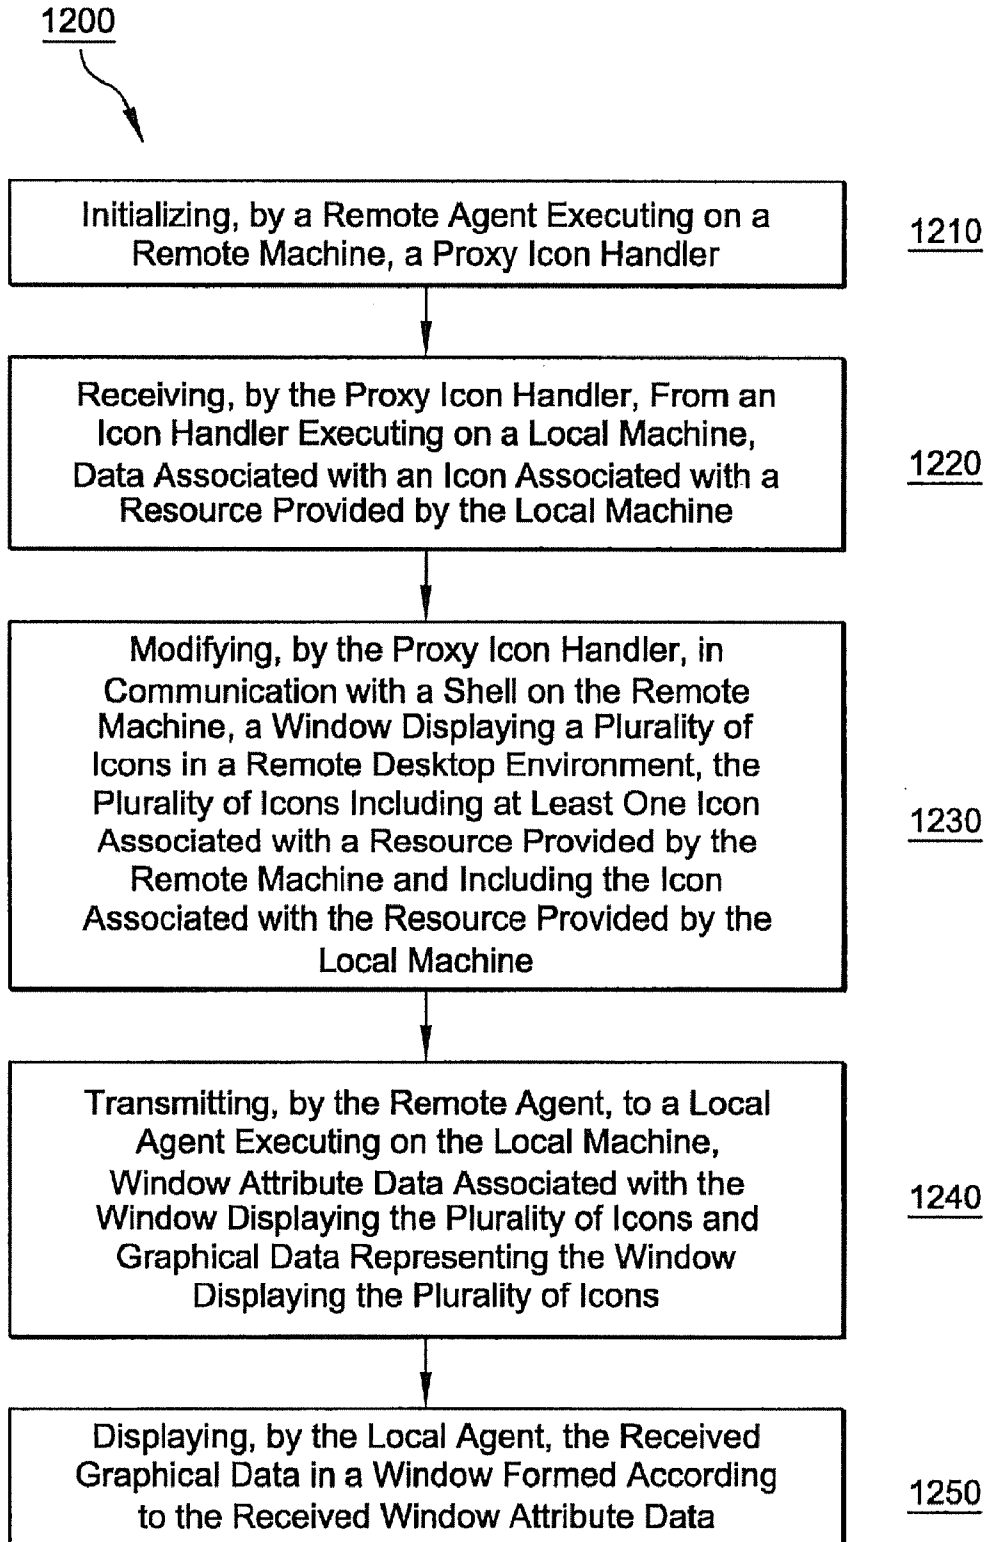 1200
Initializing, by a Remote Agent Executing on a
Remote Machine, a Proxy Icon Handler
1210
Receiving, by the Proxy Icon Handler, From an
Icon Handler Executing on a Local Machine,
Data Associated with an Icon Associated with a
Resource Provided by the Local Machine
1220
Modifying, by the Proxy Icon Handler, in
Communication with a Shell on the Remote
Machine, a Window Displaying a Plurality of
Icons in a Remote Desktop Environment, the
Plurality of Icons Including at Least One Icon
Associated with a Resource Provided by the
Remote Machine and Including the Icon
Associated with the Resource Provided by the
Local Machine
1230
Transmitting, by the Remote Agent, to a Local
Agent Executing on the Local Machine,
Window Attribute Data Associated with the
Window Displaying the Plurality of Icons and
Graphical Data Representing the Window
Displaying the Plurality of Icons
1240
Displaying, by the Local Agent, the Received
Graphical Data in a Window Formed According
to the Received Window Attribute Data
1250